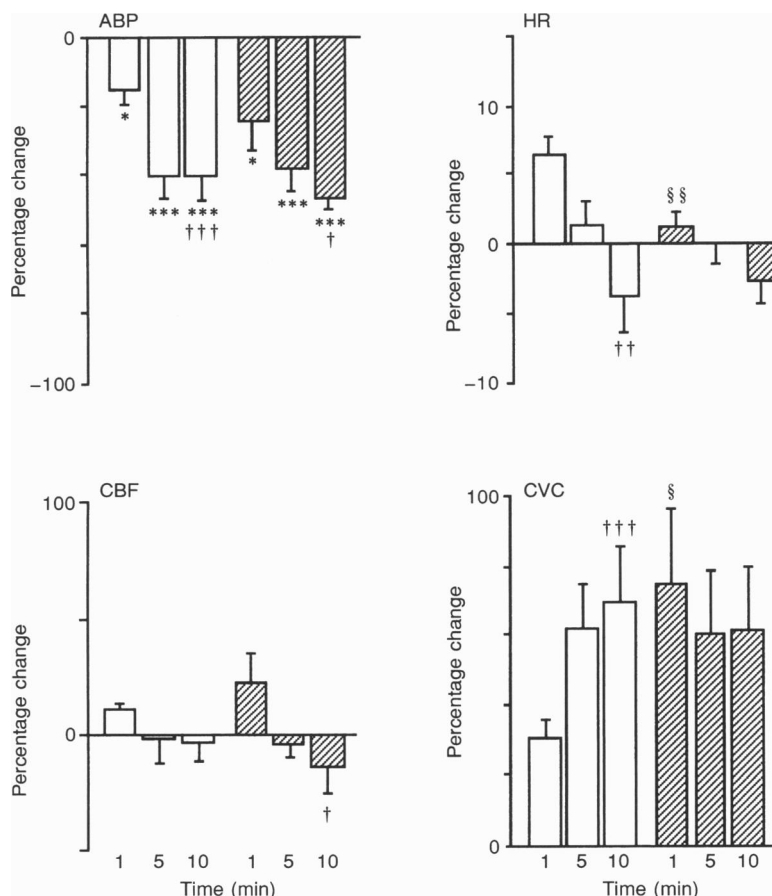 ABP
0
*
***
***
†††
*
***
***
†
-100
Percentage change
HR
10
§§
0
††
–10
Percentage change
CBF
100
0
†
Percentage change
1 5 10 1 5 10
Time (min)
CVC
100
†††
§
0
Percentage change
1 5 10 1 5 10
Time (min)